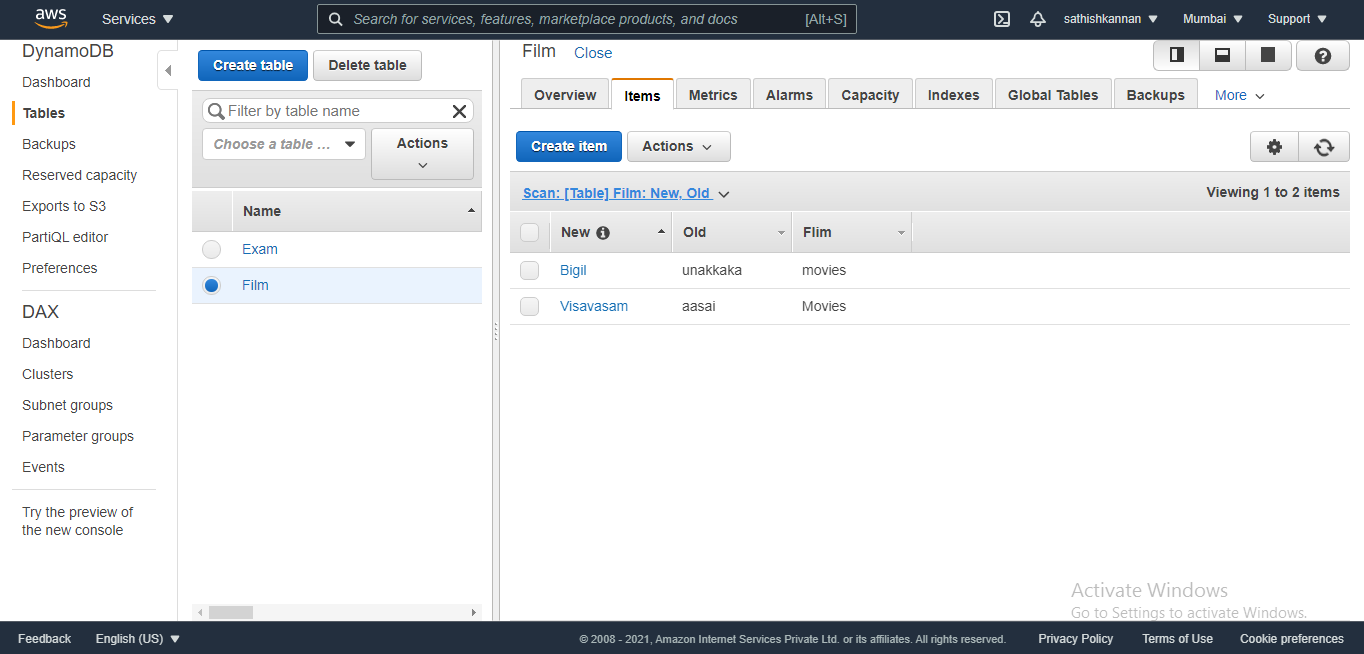 aws Services Search for services, features, marketplace products, and docs [Alt+S] sathishkannan Mumbai Support
DynamoDB
Dashboard
Tables
Backups
Reserved capacity
Exports to S3
PartiQL editor
Preferences
DAX
Dashboard
Clusters
Subnet groups
Parameter groups
Events
Try the preview of
the new console
Create table Delete table
Filter by table name
Choose a table ... Actions
Name
Exam
Film
Film Close
Overview Items Metrics Alarms Capacity Indexes Global Tables Backups More
Create item Actions
Scan: [Table] Film: New, Old Viewing 1 to 2 items
New Old Flim
Bigil unakkaka movies
Visavasam aasai Movies
Activate Windows
Go to Settings to activate Windows.
Feedback English (US) © 2008 - 2021, Amazon Internet Services Private Ltd. or its affiliates. All rights reserved. Privacy Policy Terms of Use Cookie preferences